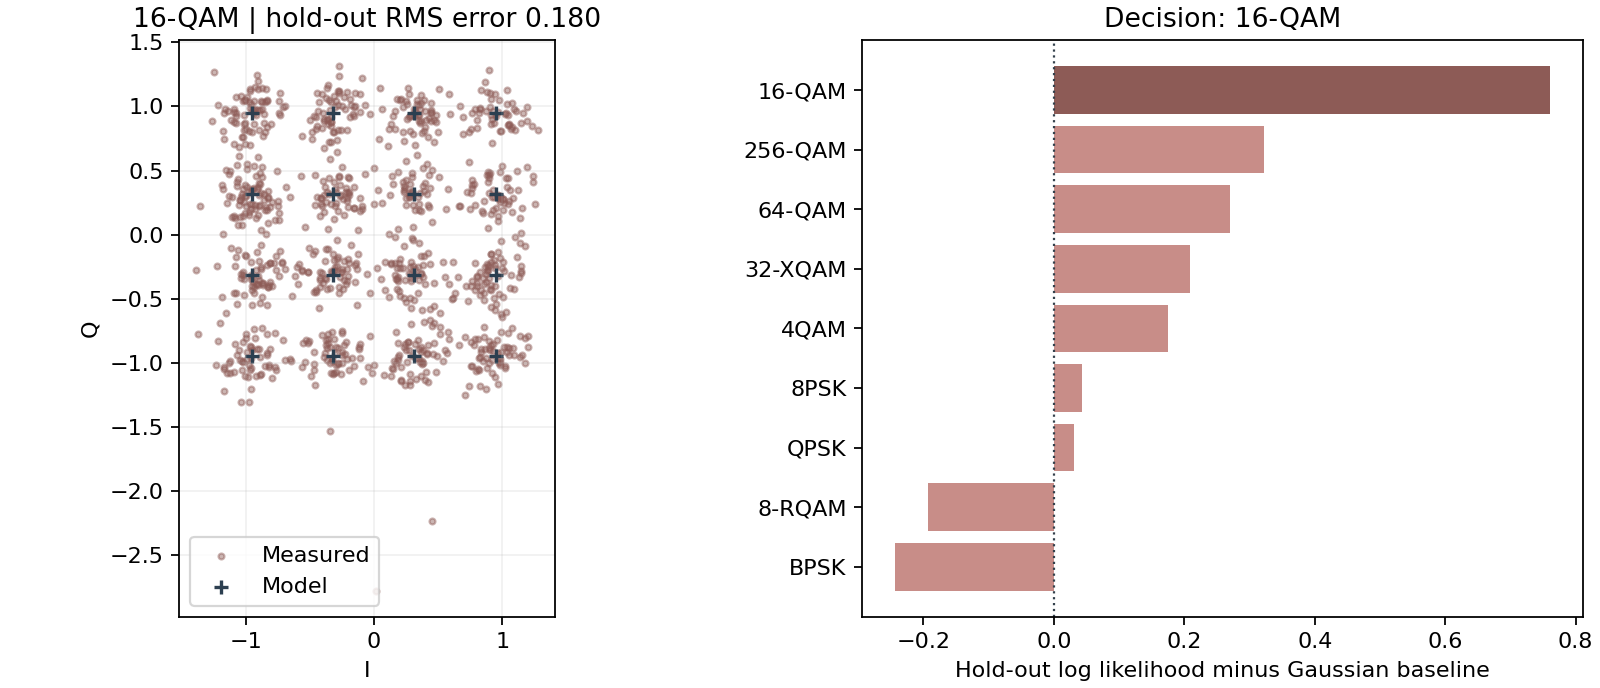 16-QAM | hold-out RMS error 0.180
1.5
1.0
0.5
0.0
−0.5
−1.0
−1.5
−2.0
−2.5
Q
Measured
Model
−1
0
1
I
Decision: 16-QAM
16-QAM
256-QAM
64-QAM
32-XQAM
4QAM
8PSK
QPSK
8-RQAM
BPSK
−0.2
0.0
0.2
0.4
0.6
0.8
Hold-out log likelihood minus Gaussian baseline